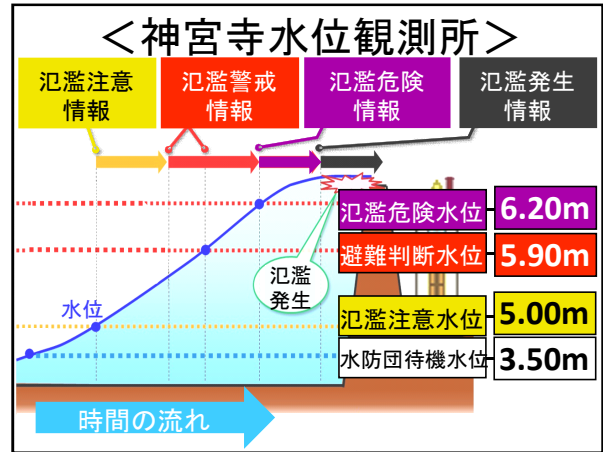 ＜神宮寺水位観測所＞
氾濫注意
情報
氾濫警戒
情報
氾濫危険
情報
氾濫発生
情報
氾濫危険水位
6.20m
避難判断水位
5.90m
氾濫
発生
水位
氾濫注意水位
5.00m
水防団待機水位
3.50m
時間の流れ